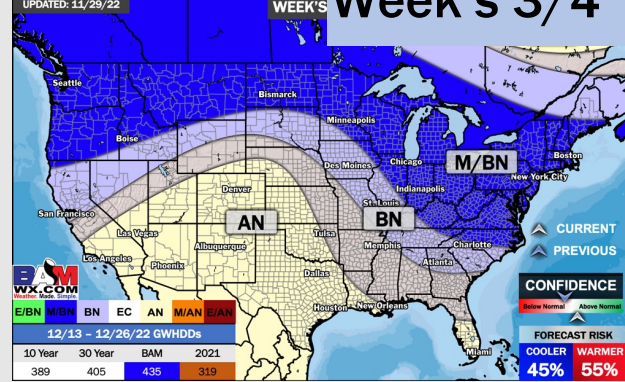 UPDATED: 11/29/22
WEEK'S
Week's 3/4
Seattle
Bismarck
Minneapolis
Boise
Boston
Des Moines
Chicago
M/BN
New York City
Denver
Indianapolis
St. Louis
San Francisco
AN
BN
CURRENT
Las Vegas
Tulsa
Charlotte
Albuquerque
Memphis
PREVIOUS
Los Angeles
Phoenix
Atlanta
Dallas
BAM
WX.COM
Weather. Made. Simple.
CONFIDENCE
Below Normal
Above Normal
Houston
New Orleans
E/BN
M/BN
BN
EC
AN
M/AN
E/AN
12/13 – 12/26/22 GWHDDs
FORECAST RISK
10 Year
30 Year
BAM
2021
Miami
COOLER
WARMER
389
405
435
319
45%
55%